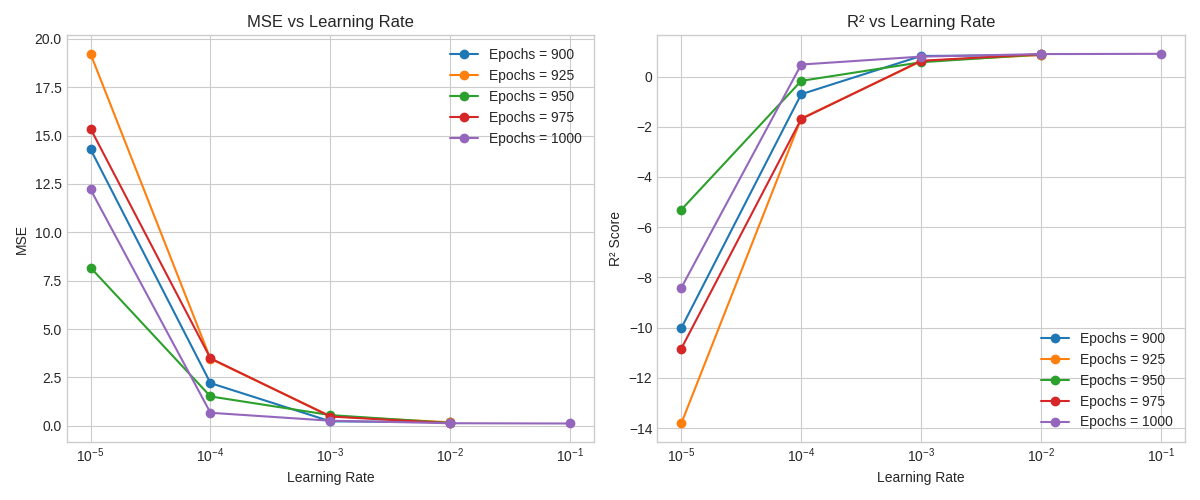 MSE vs Learning Rate
20.0
17.5
15.0
12.5
10.0
7.5
5.0
2.5
0.0
MSE
10⁻⁵ 10⁻⁴ 10⁻³ 10⁻² 10⁻¹
Learning Rate
Epochs = 900
Epochs = 925
Epochs = 950
Epochs = 975
Epochs = 1000
R² vs Learning Rate
0
−2
−4
−6
−8
−10
−12
−14
R² Score
10⁻⁵ 10⁻⁴ 10⁻³ 10⁻² 10⁻¹
Learning Rate
Epochs = 900
Epochs = 925
Epochs = 950
Epochs = 975
Epochs = 1000